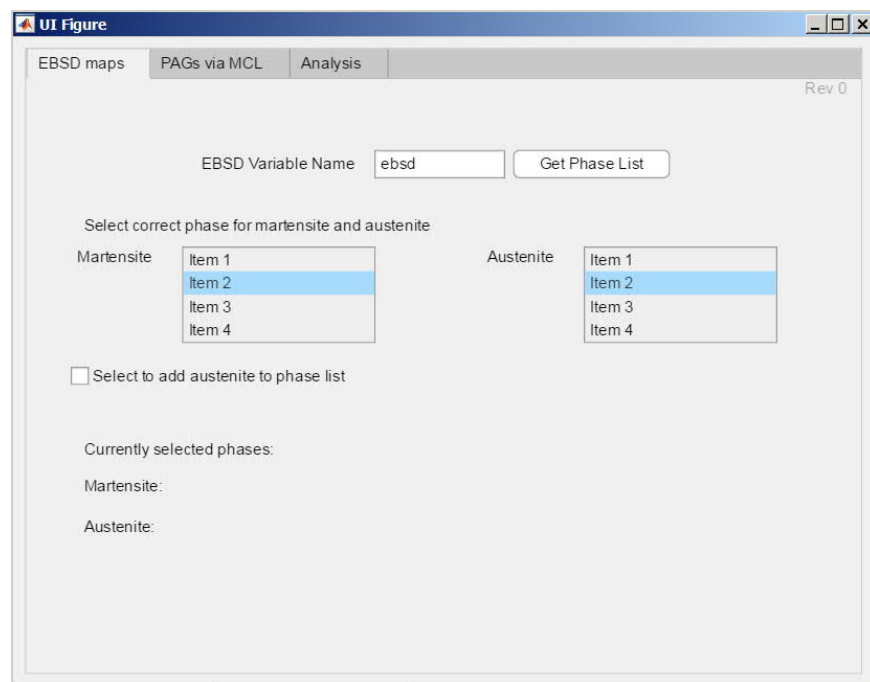 UI Figure
EBSD maps PAGs via MCL Analysis
Rev 0
EBSD Variable Name ebsd Get Phase List
Select correct phase for martensite and austenite
Martensite Item 1 Austenite Item 1
Item 2 Item 2
Item 3 Item 3
Item 4 Item 4
Select to add austenite to phase list
Currently selected phases:
Martensite:
Austenite: